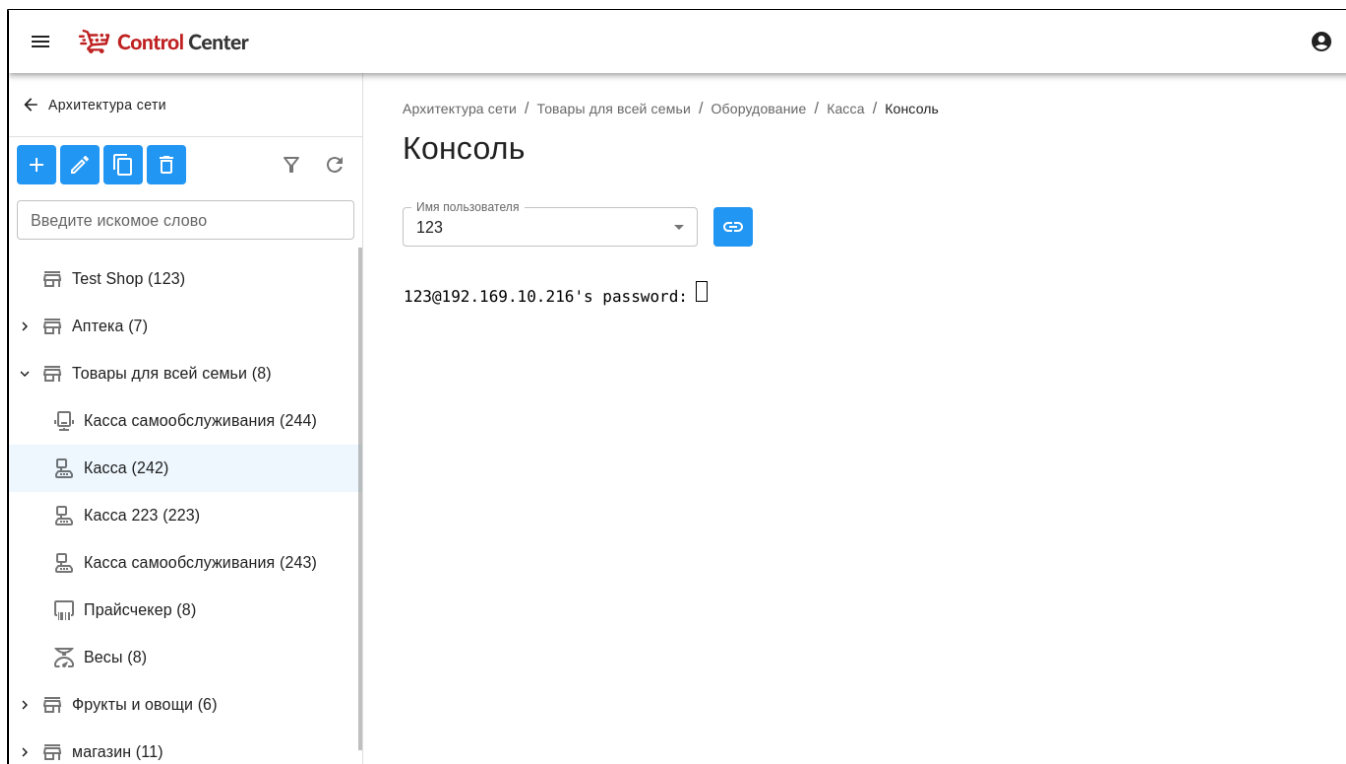 Control Center
Архитектура сети
Введите искомое слово
Test Shop (123)
Аптека (7)
Товары для всей семьи (8)
Касса самообслуживания (244)
Касса (242)
Касса 223 (223)
Касса самообслуживания (243)
Прайсчекер (8)
Весы (8)
Фрукты и овощи (6)
магазин (11)
Архитектура сети / Товары для всей семьи / Оборудование / Касса / Консоль
Консоль
Имя пользователя
123
123@192.169.10.216's password: